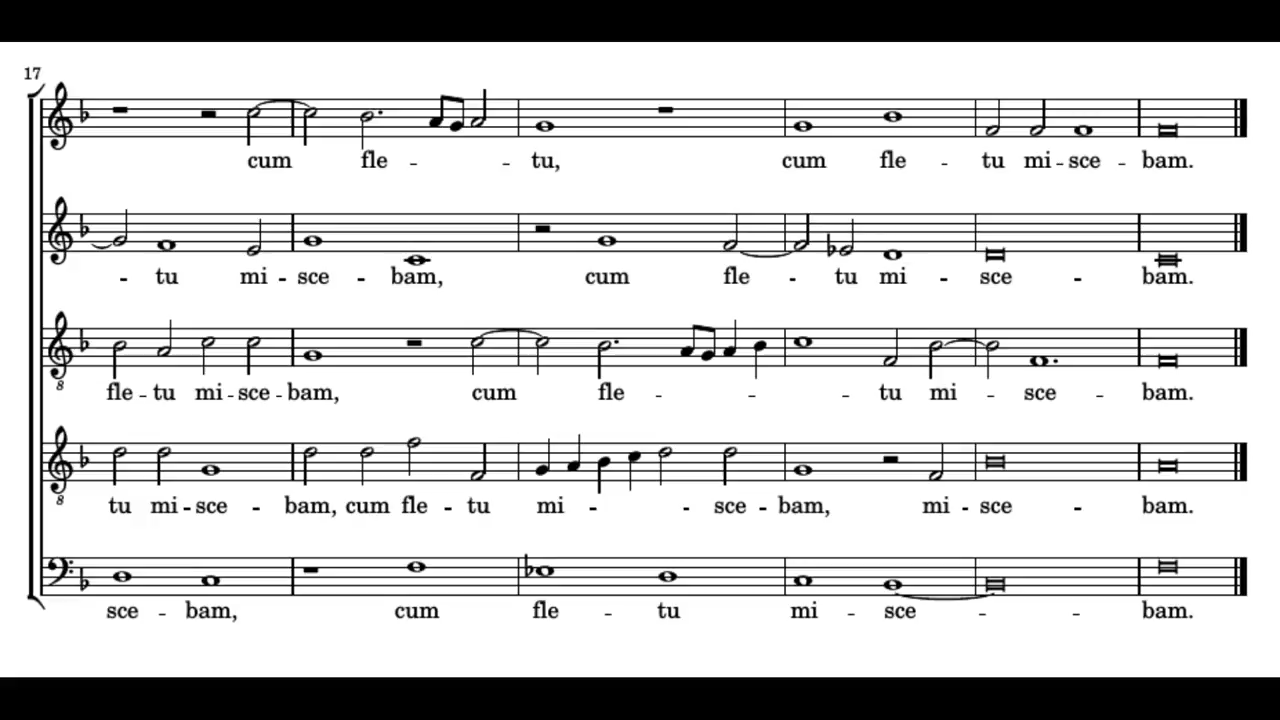 17
cum fle - - tu, cum fle - tu mi - sce - bam.
- tu mi - sce - bam, cum fle - tu mi - sce - bam.
8
fle - tu mi - sce - bam, cum fle - - - - tu mi - sce - bam.
8
tu mi - sce - bam, cum fle - tu mi - - - sce - bam, mi - sce - bam.
sce - bam, cum fle - tu mi - sce - - bam.